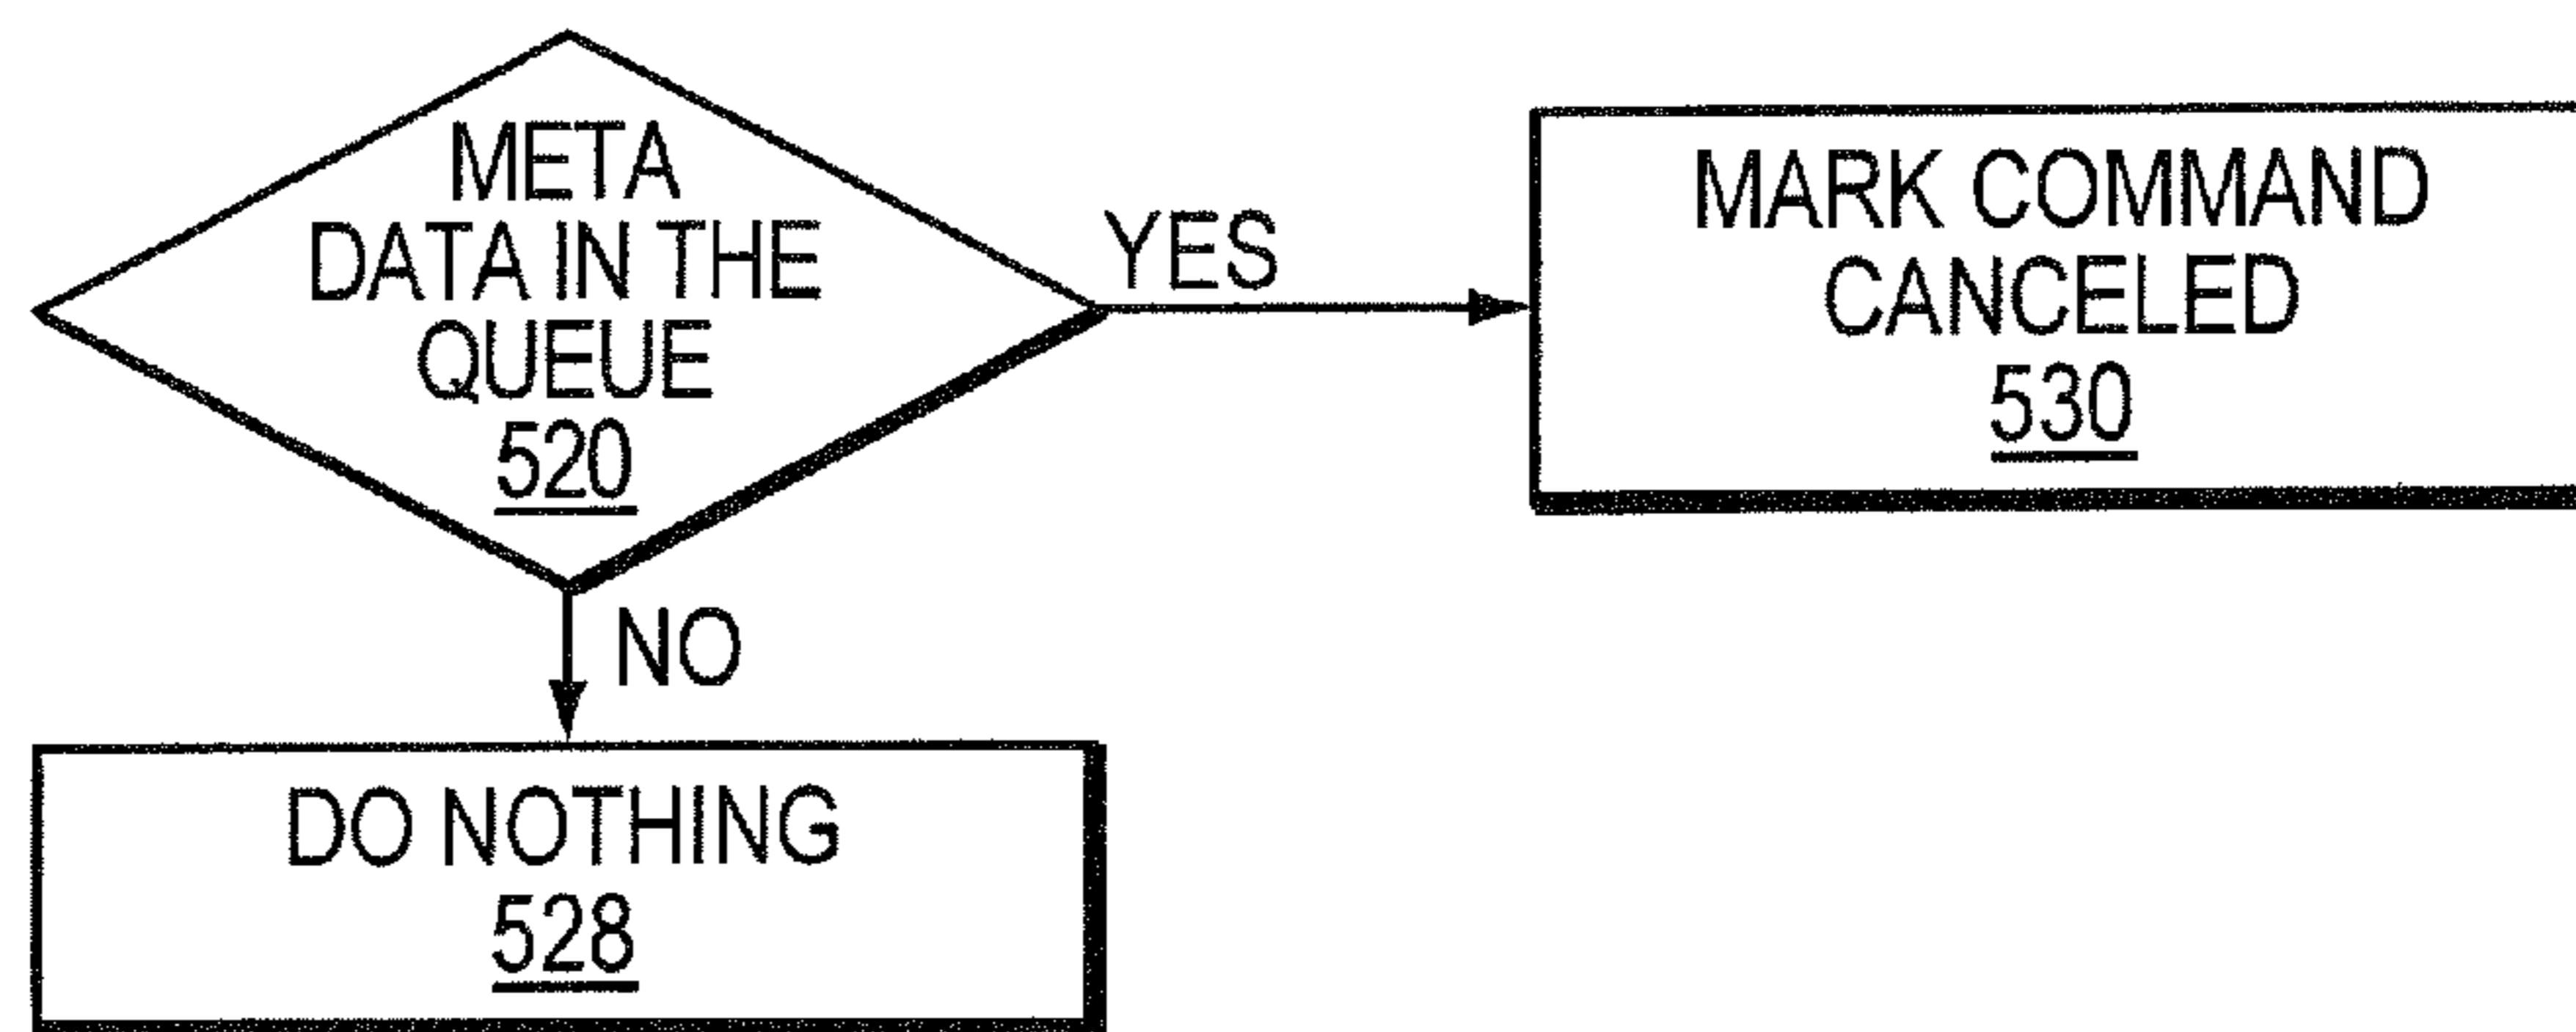 META
DATA IN THE
QUEUE
520
YES
MARK COMMAND
CANCELED
530
NO
DO NOTHING
528